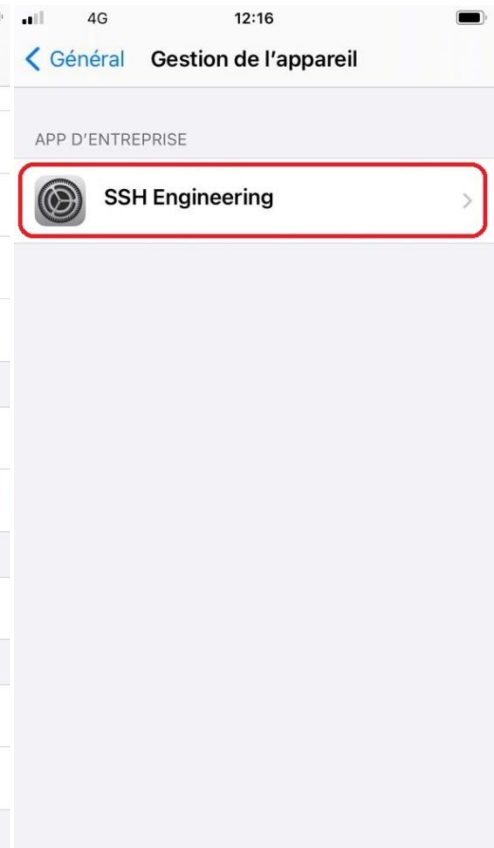 4G 12:16
Général Gestion de l'appareil
APP D'ENTREPRISE
SSH Engineering